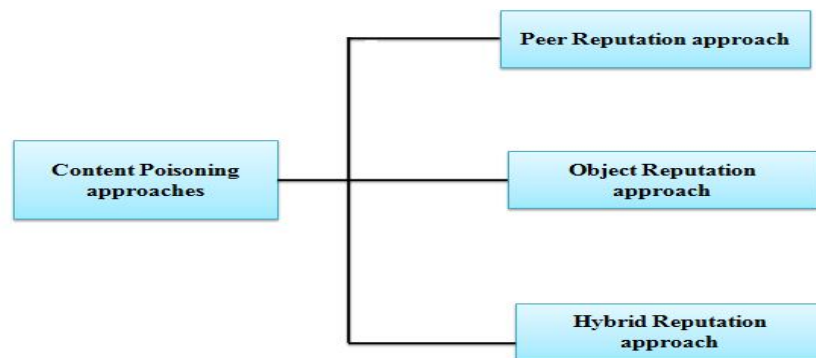 Peer Reputation approach
Content Poisoning
approaches
Object Reputation
approach
Hybrid Reputation
approach